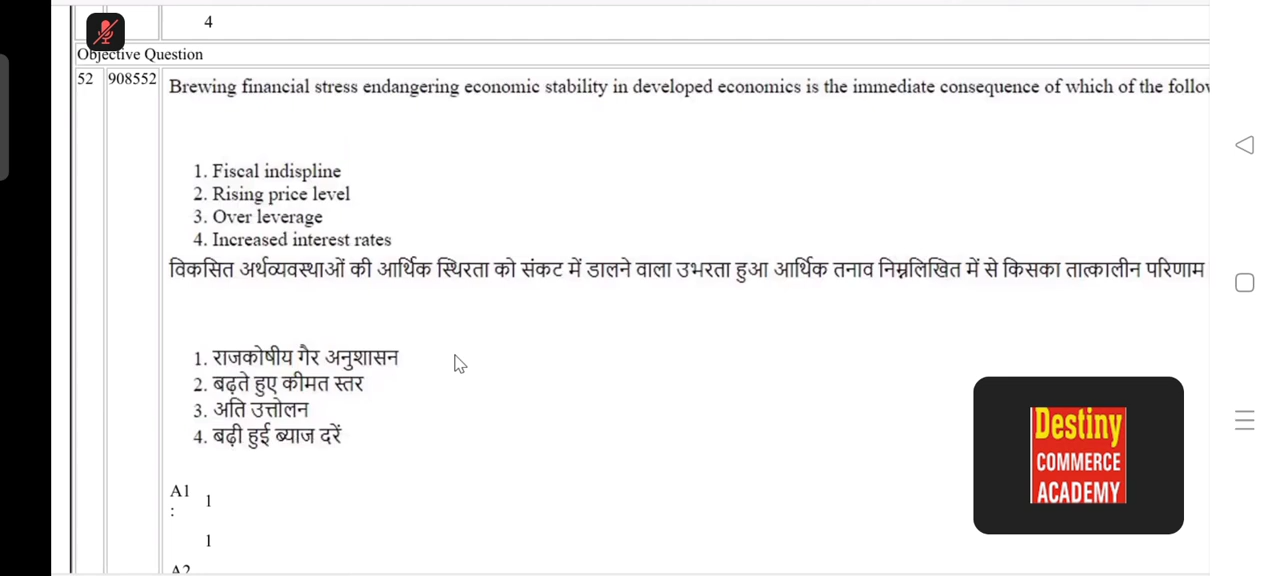 4
Objective Question
52 908552 Brewing financial stress endangering economic stability in developed economics is the immediate consequence of which of the
1. Fiscal indispline
2. Rising price level
3. Over leverage
4. Increased interest rates
विकसित अर्थव्यवस्थाओं की आर्थिक स्थिरता को संकट में डालने वाला उभरता हुआ आर्थिक तनाव निम्नलिखित में से किसका तात्कालीन परिणाम
1. राजकोषीय गैर अनुशासन
2. बढ़ते हुए कीमत स्तर
3. अति उत्तोलन
4. बढ़ी हुई ब्याज दरें
A1 1
:
1
A2
Destiny
COMMERCE
ACADEMY